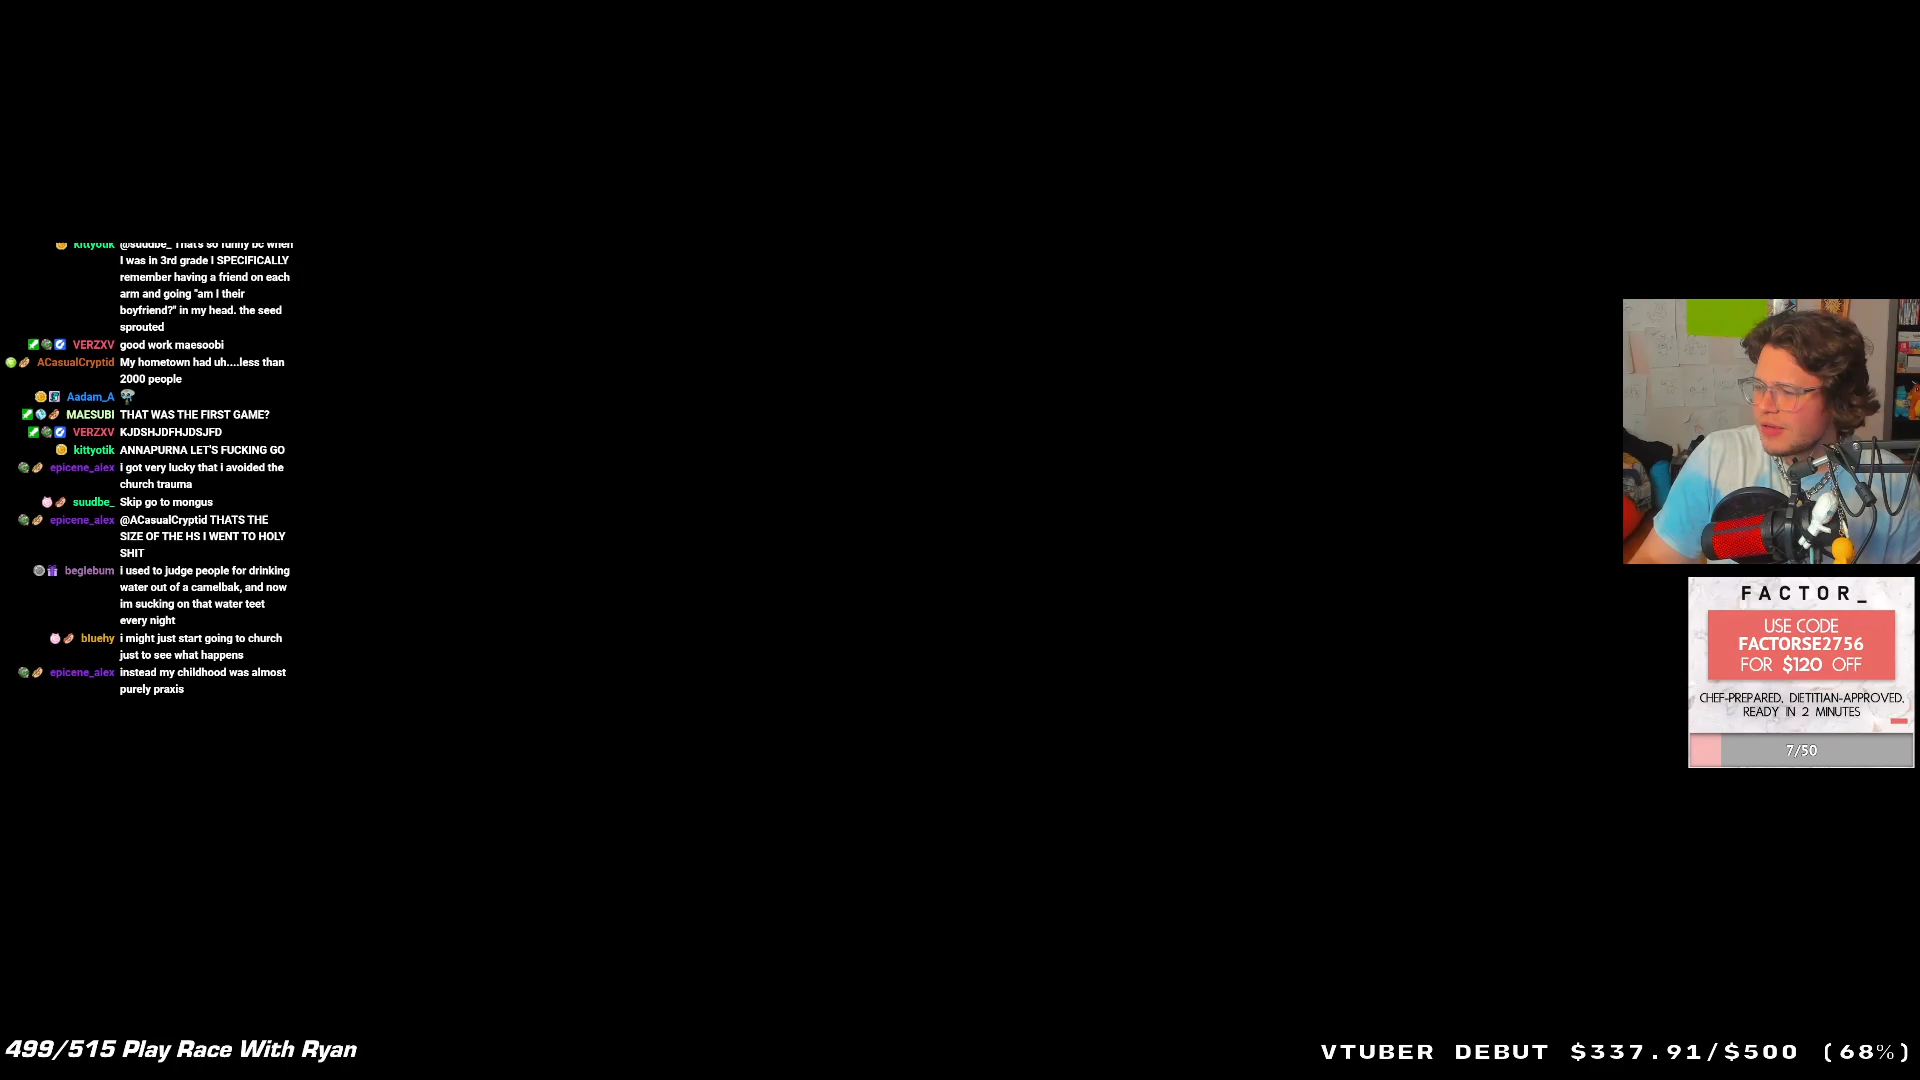 kittyotik @suudbe_ That's so funny bc when
I was in 3rd grade I SPECIFICALLY
remember having a friend on each
arm and going "am I their
boyfriend?" in my head. the seed
sprouted
VERZXV good work maesoobi
ACasualCryptid My hometown had uh....less than
2000 people
Aadam_A
MAESUBI THAT WAS THE FIRST GAME?
VERZXV KJDSHJDFHJDSJFD
kittyotik ANNAPURNA LET'S FUCKING GO
epicene_alex i got very lucky that i avoided the
church trauma
suudbe_ Skip go to mongus
epicene_alex @ACasualCryptid THATS THE
SIZE OF THE HS I WENT TO HOLY
SHIT
beglebum i used to judge people for drinking
water out of a camelbak, and now
im sucking on that water teet
every night
bluehy i might just start going to church
just to see what happens
epicene_alex instead my childhood was almost
purely praxis
FACTOR_
USE CODE
FACTORSE2756
FOR $120 OFF
CHEF-PREPARED, DIETITIAN-APPROVED,
READY IN 2 MINUTES
7/50
499/515 Play Race With Ryan
VTUBER DEBUT $337.91/$500 (68%)